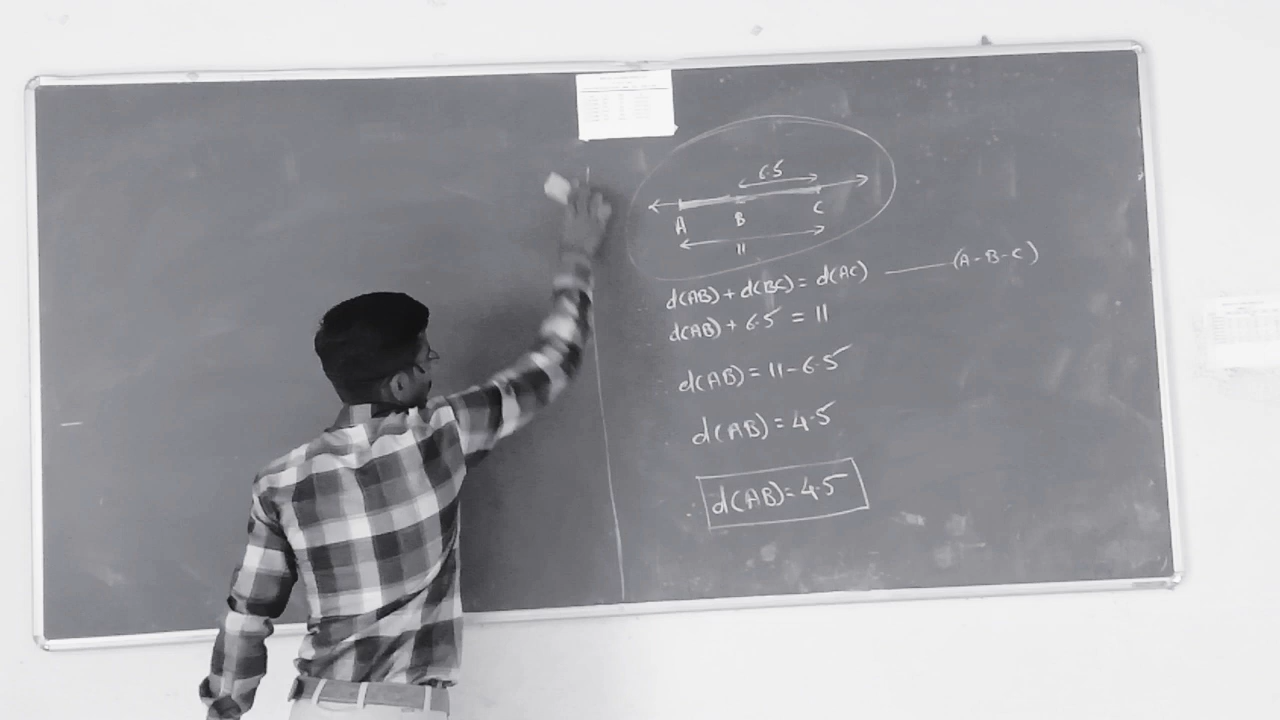 6.5
A B C
11
d(AB) + d(BC) = d(AC) —— (A-B-C)
d(AB) + 6.5 = 11
d(AB) = 11-6.5
d(AB) = 4.5
d(AB) = 4.5